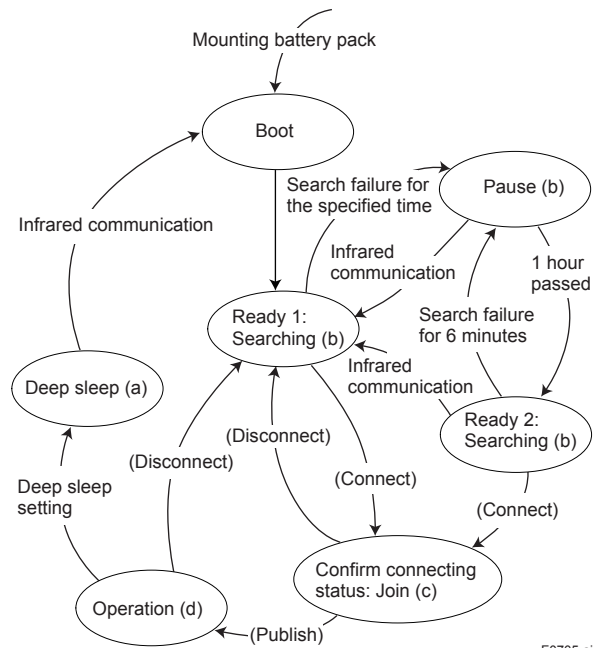 Mounting battery pack
Boot
Search failure for
the specified time
Pause (b)
Infrared communication
Infrared
communication
1 hour
passed
Ready 1:
Searching (b)
Search failure
for 6 minutes
Infrared
communication
Deep sleep (a)
Ready 2:
Searching (b)
(Disconnect)
(Disconnect)
(Connect)
(Connect)
Deep sleep
setting
Confirm connecting
status: Join (c)
Operation (d)
(Publish)